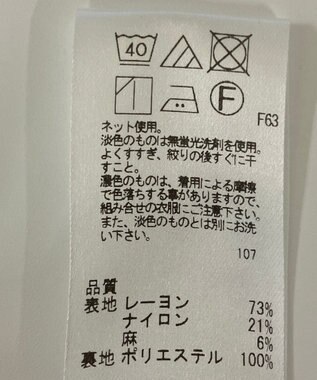 40
F
F63
ネット使用。
淡色のものは無蛍光洗剤を使用。
よくすすぎ、絞りの後すぐに干
すこと。
濃色のものは、着用による摩擦
で色落ちする事がありますので、
組み合せの衣服にご注意下さい。
また、淡色のものとは別にお洗
い下さい。
107
品質
表地 レーヨン 73%
ナイロン 21%
麻 6%
裏地 ポリエステル 100%